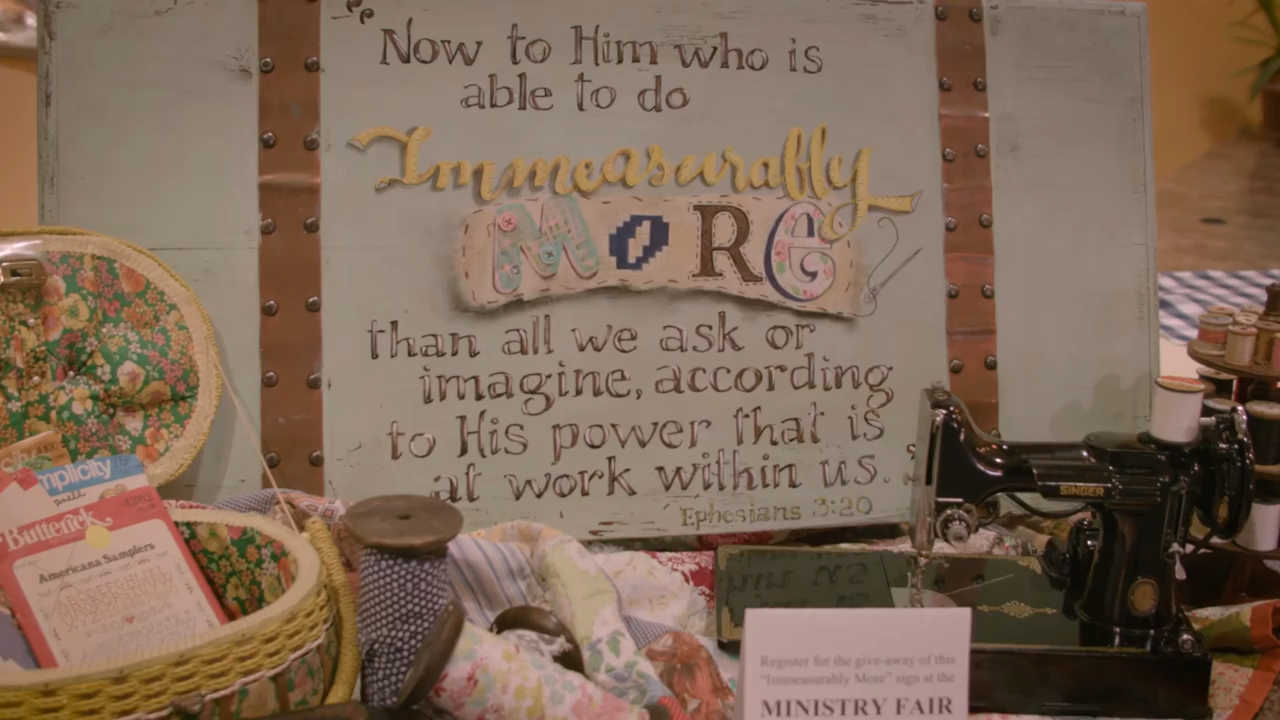 Now to Him who is
able to do
Immeasurably
MORe
than all we ask or
imagine, according
to His power that is
at work within us.
Ephesians 3:20
SINGER
mplicity
Butterick
Americana Samplers
Register for the give-away of this
"Immeasurably More" sign at the
MINISTRY FAIR